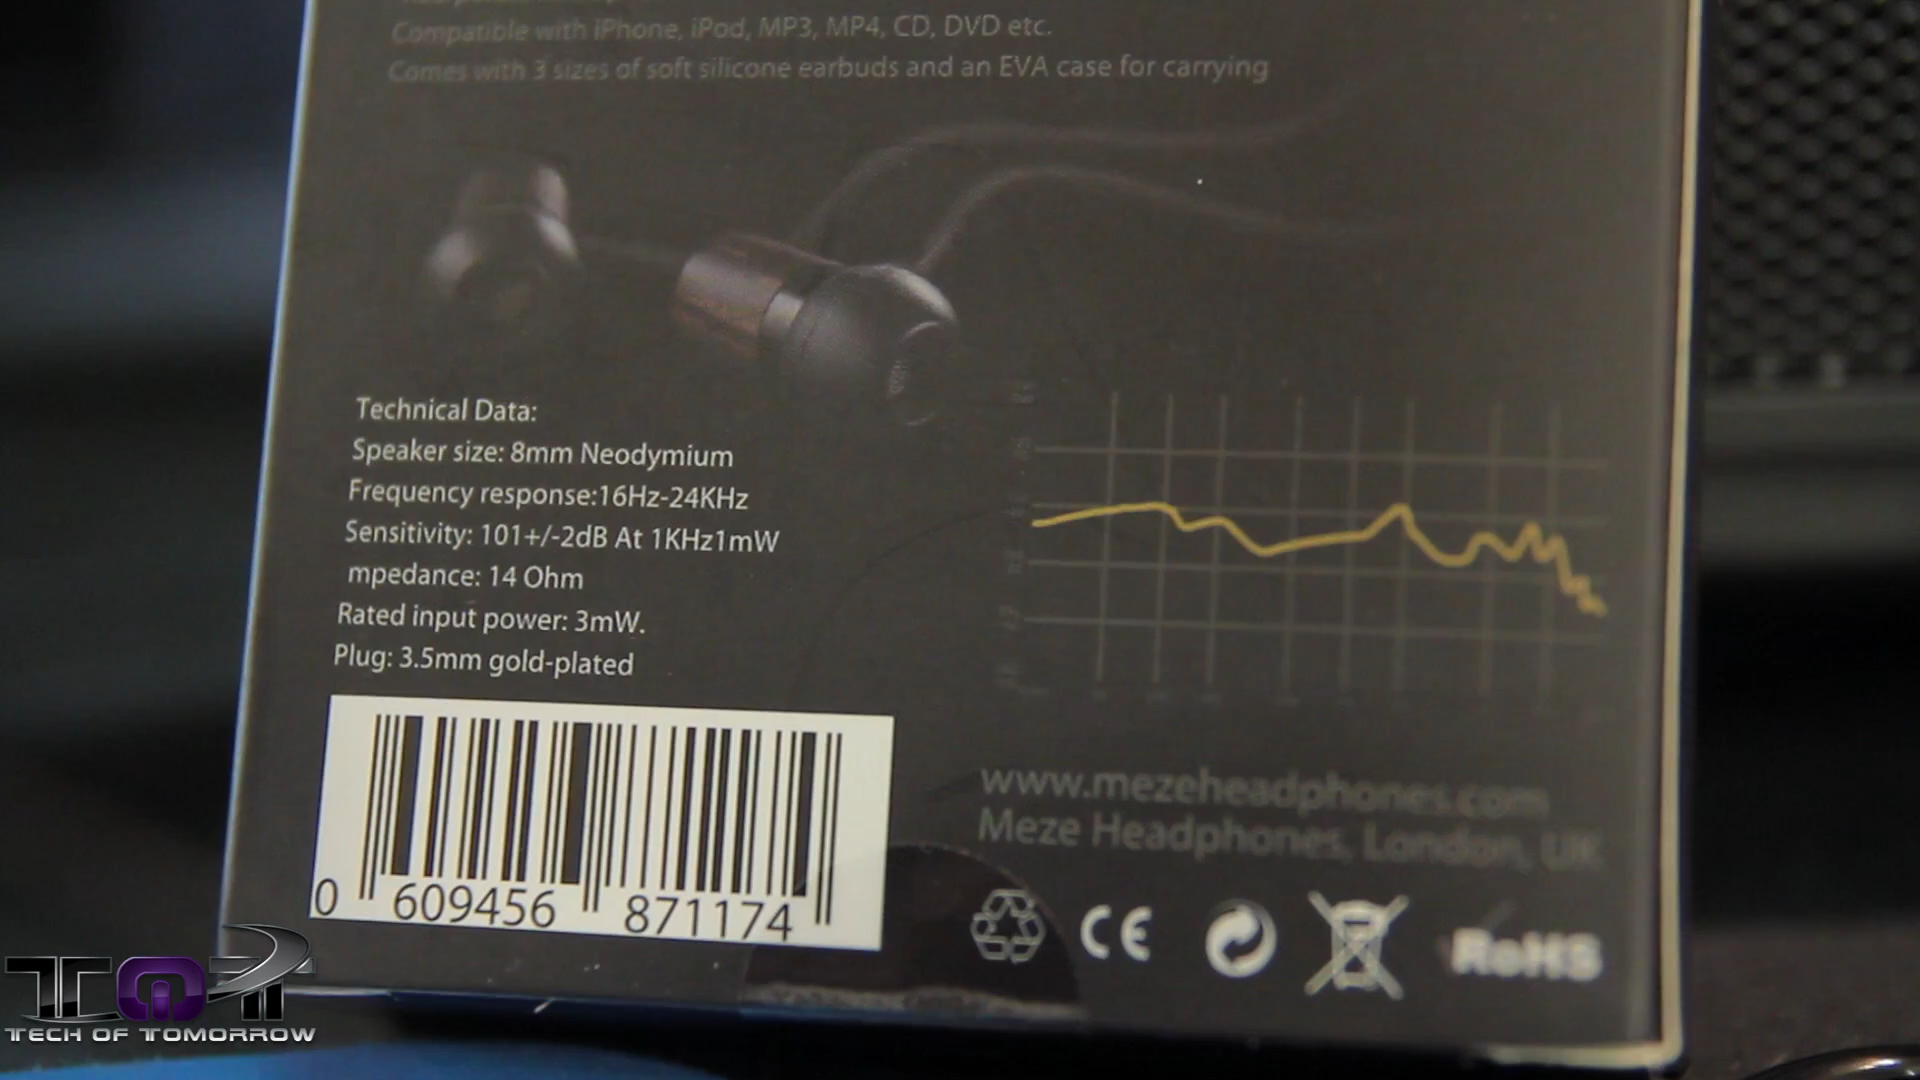 Compatible with iPhone, iPod, MP3, MP4, CD, DVD etc.
Comes with 3 sizes of soft silicone earbuds and an EVA case for carrying
Technical Data:
Speaker size: 8mm Neodymium
Frequency response:16Hz-24KHz
Sensitivity: 101+/-2dB At 1KHz1mW
mpedance: 14 Ohm
Rated input power: 3mW.
Plug: 3.5mm gold-plated
0 609456 871174
www.mezeheadphones.com
Meze Headphones, London, UK
CE
RoHS
TOT
TECH OF TOMORROW